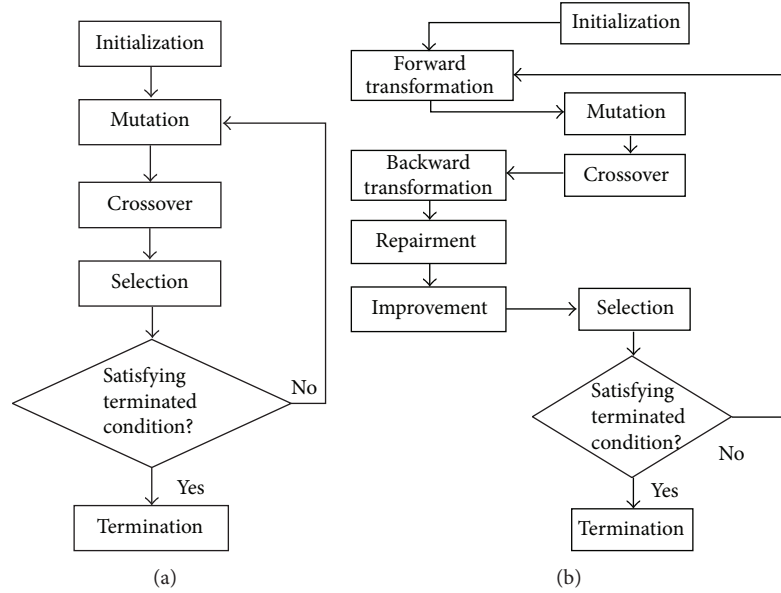 Initialization
Mutation
Crossover
Selection
Satisfying
terminated
condition?
No
Yes
Termination
(a)
Initialization
Forward
transformation
Mutation
Crossover
Backward
transformation
Repairment
Improvement
Selection
Satisfying
terminated
condition?
No
Yes
Termination
(b)